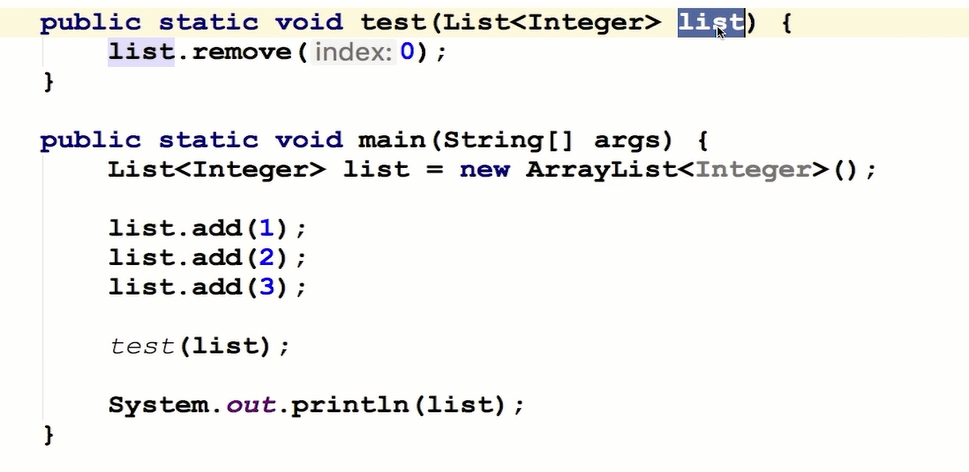 public static void test(List<Integer> list) {
list.remove( index: 0);
}
public static void main(String[] args) {
List<Integer> list = new ArrayList<Integer>();
list.add(1);
list.add(2);
list.add(3);
test(list);
System.out.println(list);
}